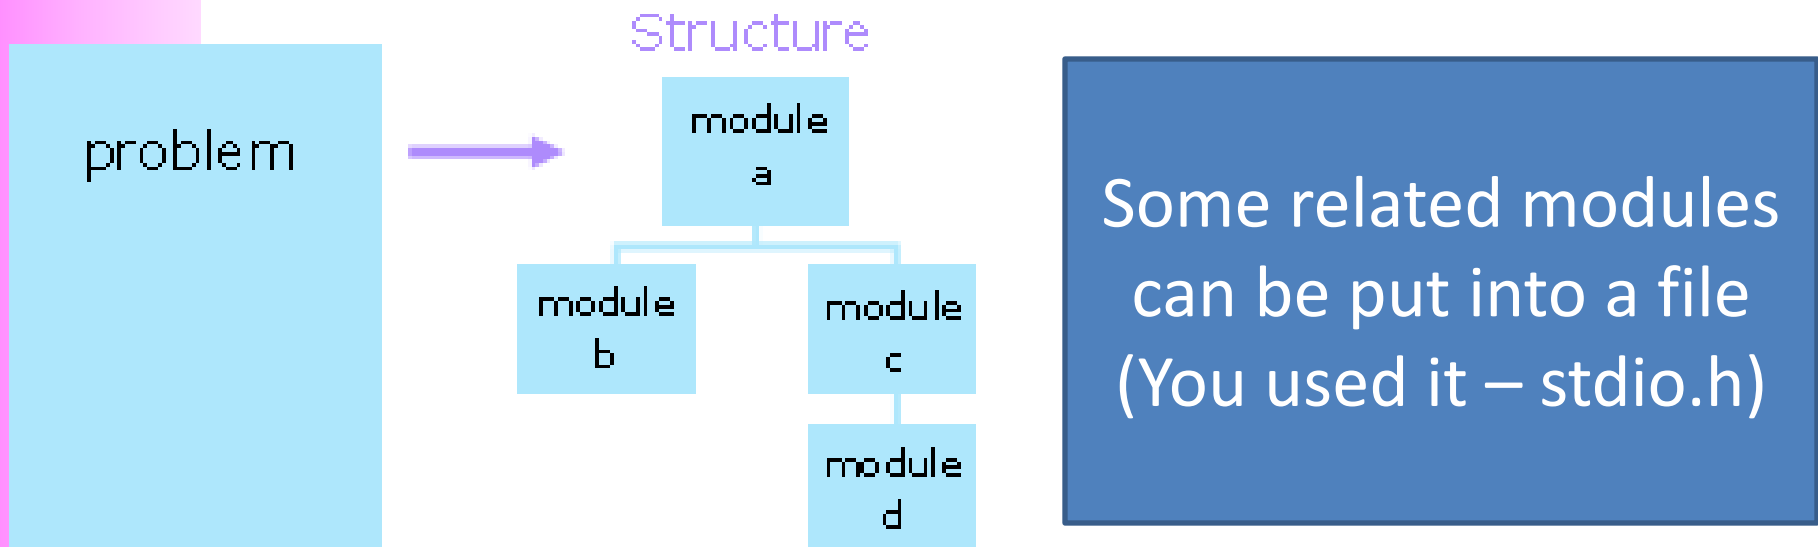 problem
Structure
module
a
module
b
module
c
module
d
Some related modules
can be put into a file
(You used it – stdio.h)